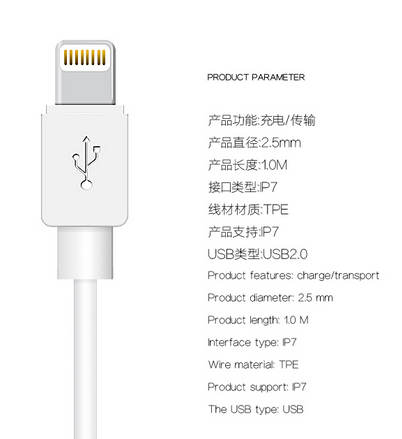 PRODUCT PARAMETER
产品功能:充电/传输
产品直径:2.5mm
产品长度:1.0M
接口类型:IP7
线材材质:TPE
产品支持:IP7
USB类型:USB2.0
Product features: charge/transport
Product diameter: 2.5 mm
Product length: 1.0 M
Interface type: IP7
Wire material: TPE
Product support: IP7
The USB type: USB